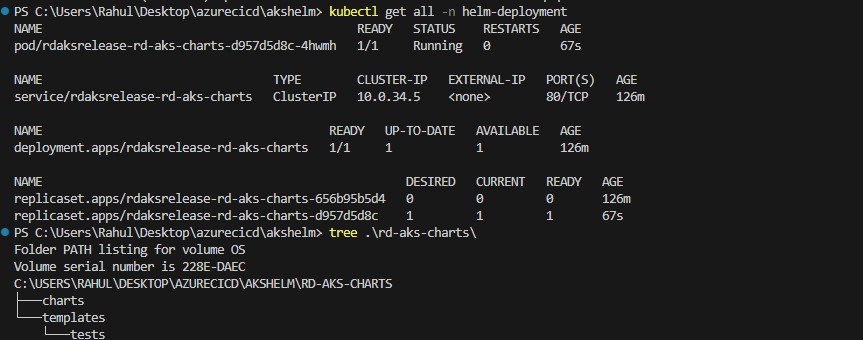 PS C:\Users\Rahul\Desktop\azurecicd\akshelm> kubectl get all -n helm-deployment
NAME READY STATUS RESTARTS AGE
pod/rdaksrelease-rd-aks-charts-d957d5d8c-4hwmh 1/1 Running 0 67s
NAME TYPE CLUSTER-IP EXTERNAL-IP PORT(S) AGE
service/rdaksrelease-rd-aks-charts ClusterIP 10.0.34.5 <none> 80/TCP 126m
NAME READY UP-TO-DATE AVAILABLE AGE
deployment.apps/rdaksrelease-rd-aks-charts 1/1 1 1 126m
NAME DESIRED CURRENT READY AGE
replicaset.apps/rdaksrelease-rd-aks-charts-656b95b5d4 0 0 0 126m
replicaset.apps/rdaksrelease-rd-aks-charts-d957d5d8c 1 1 1 67s
PS C:\Users\Rahul\Desktop\azurecicd\akshelm> tree .\rd-aks-charts\
Folder PATH listing for volume OS
Volume serial number is 228E-DAEC
C:\USERS\RAHUL\DESKTOP\AZURECICD\AKSHELM\RD-AKS-CHARTS
├───charts
└───templates
    └───tests